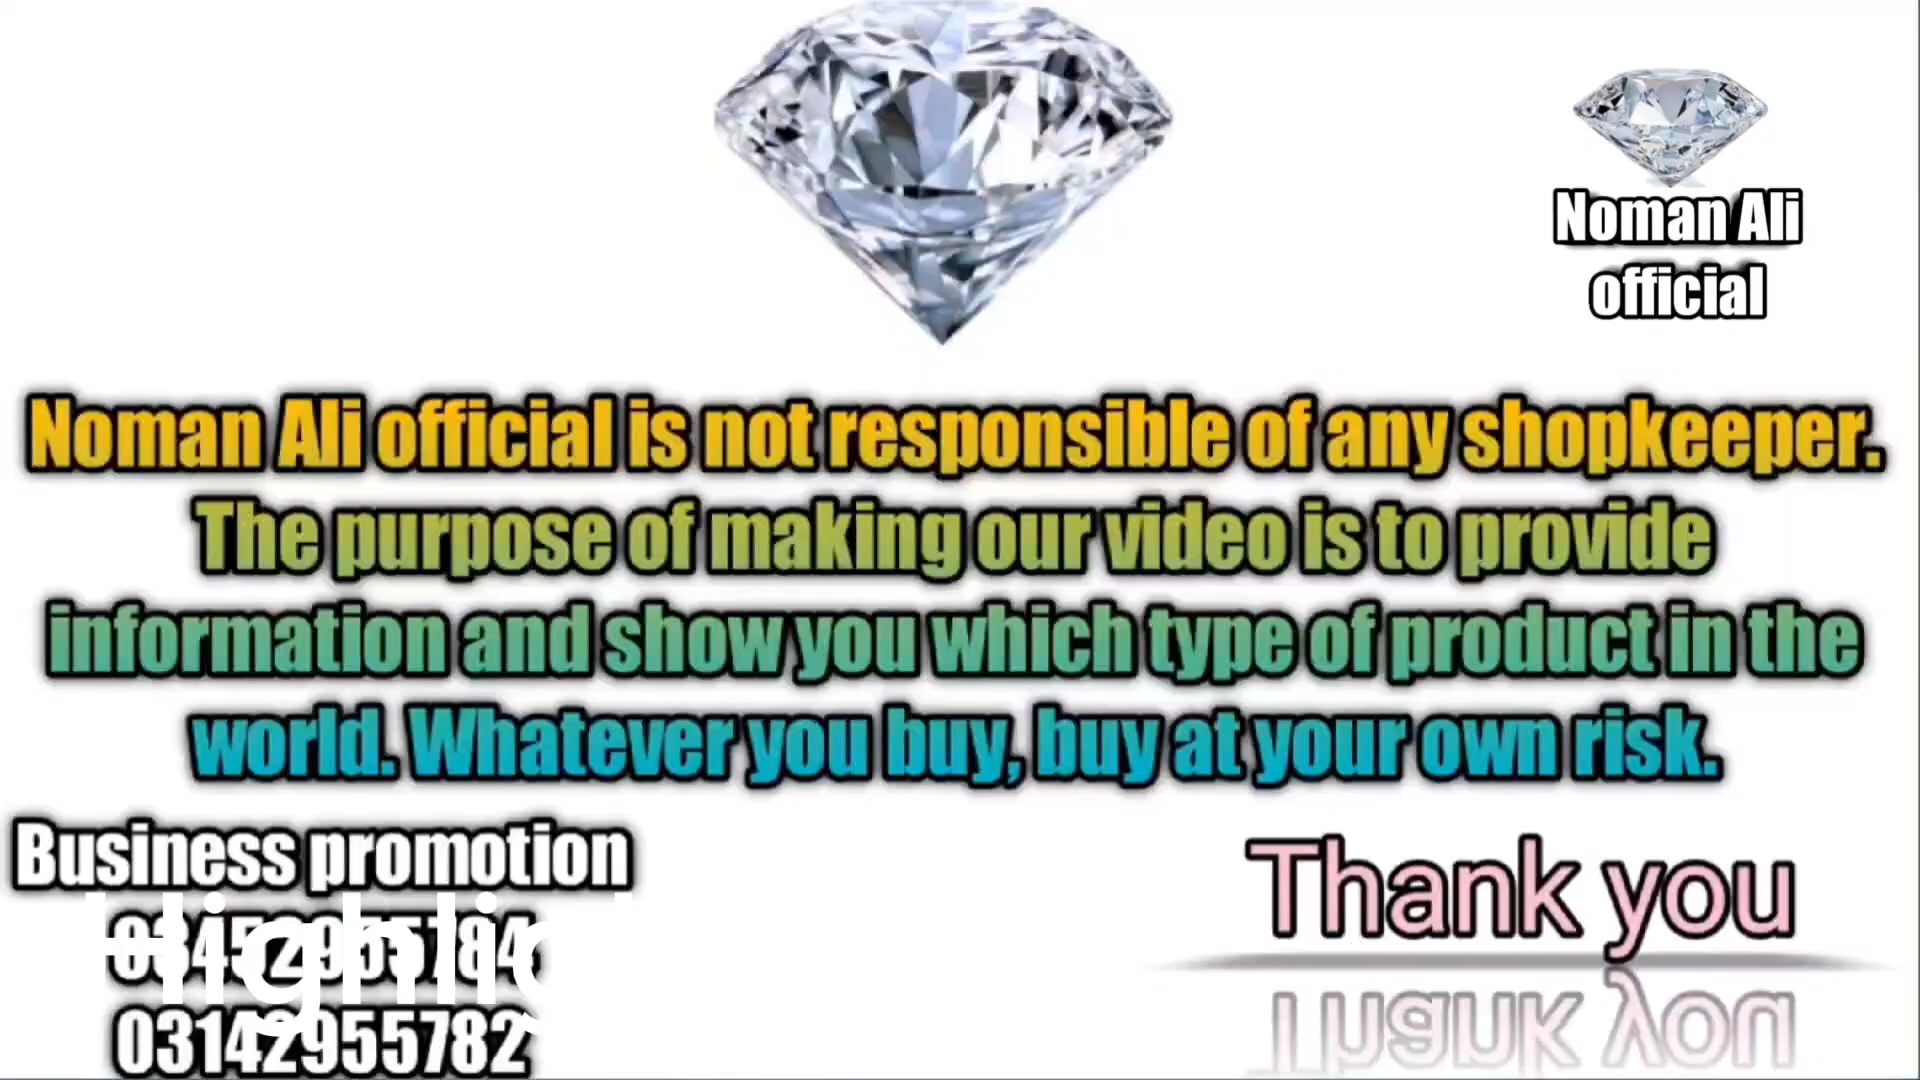 Noman Ali
official
Noman Ali official is not responsible of any shopkeeper.
The purpose of making our video is to provide
information and show you which type of product in the
world. Whatever you buy, buy at your own risk.
Business promotion
03142955782
Thank you